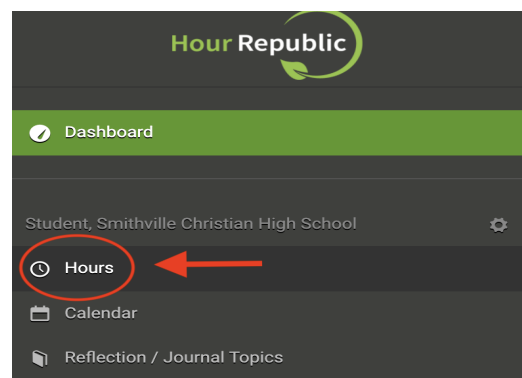 Hour Republic
Dashboard
Student, Smithville Christian High School
Hours
Calendar
Reflection / Journal Topics